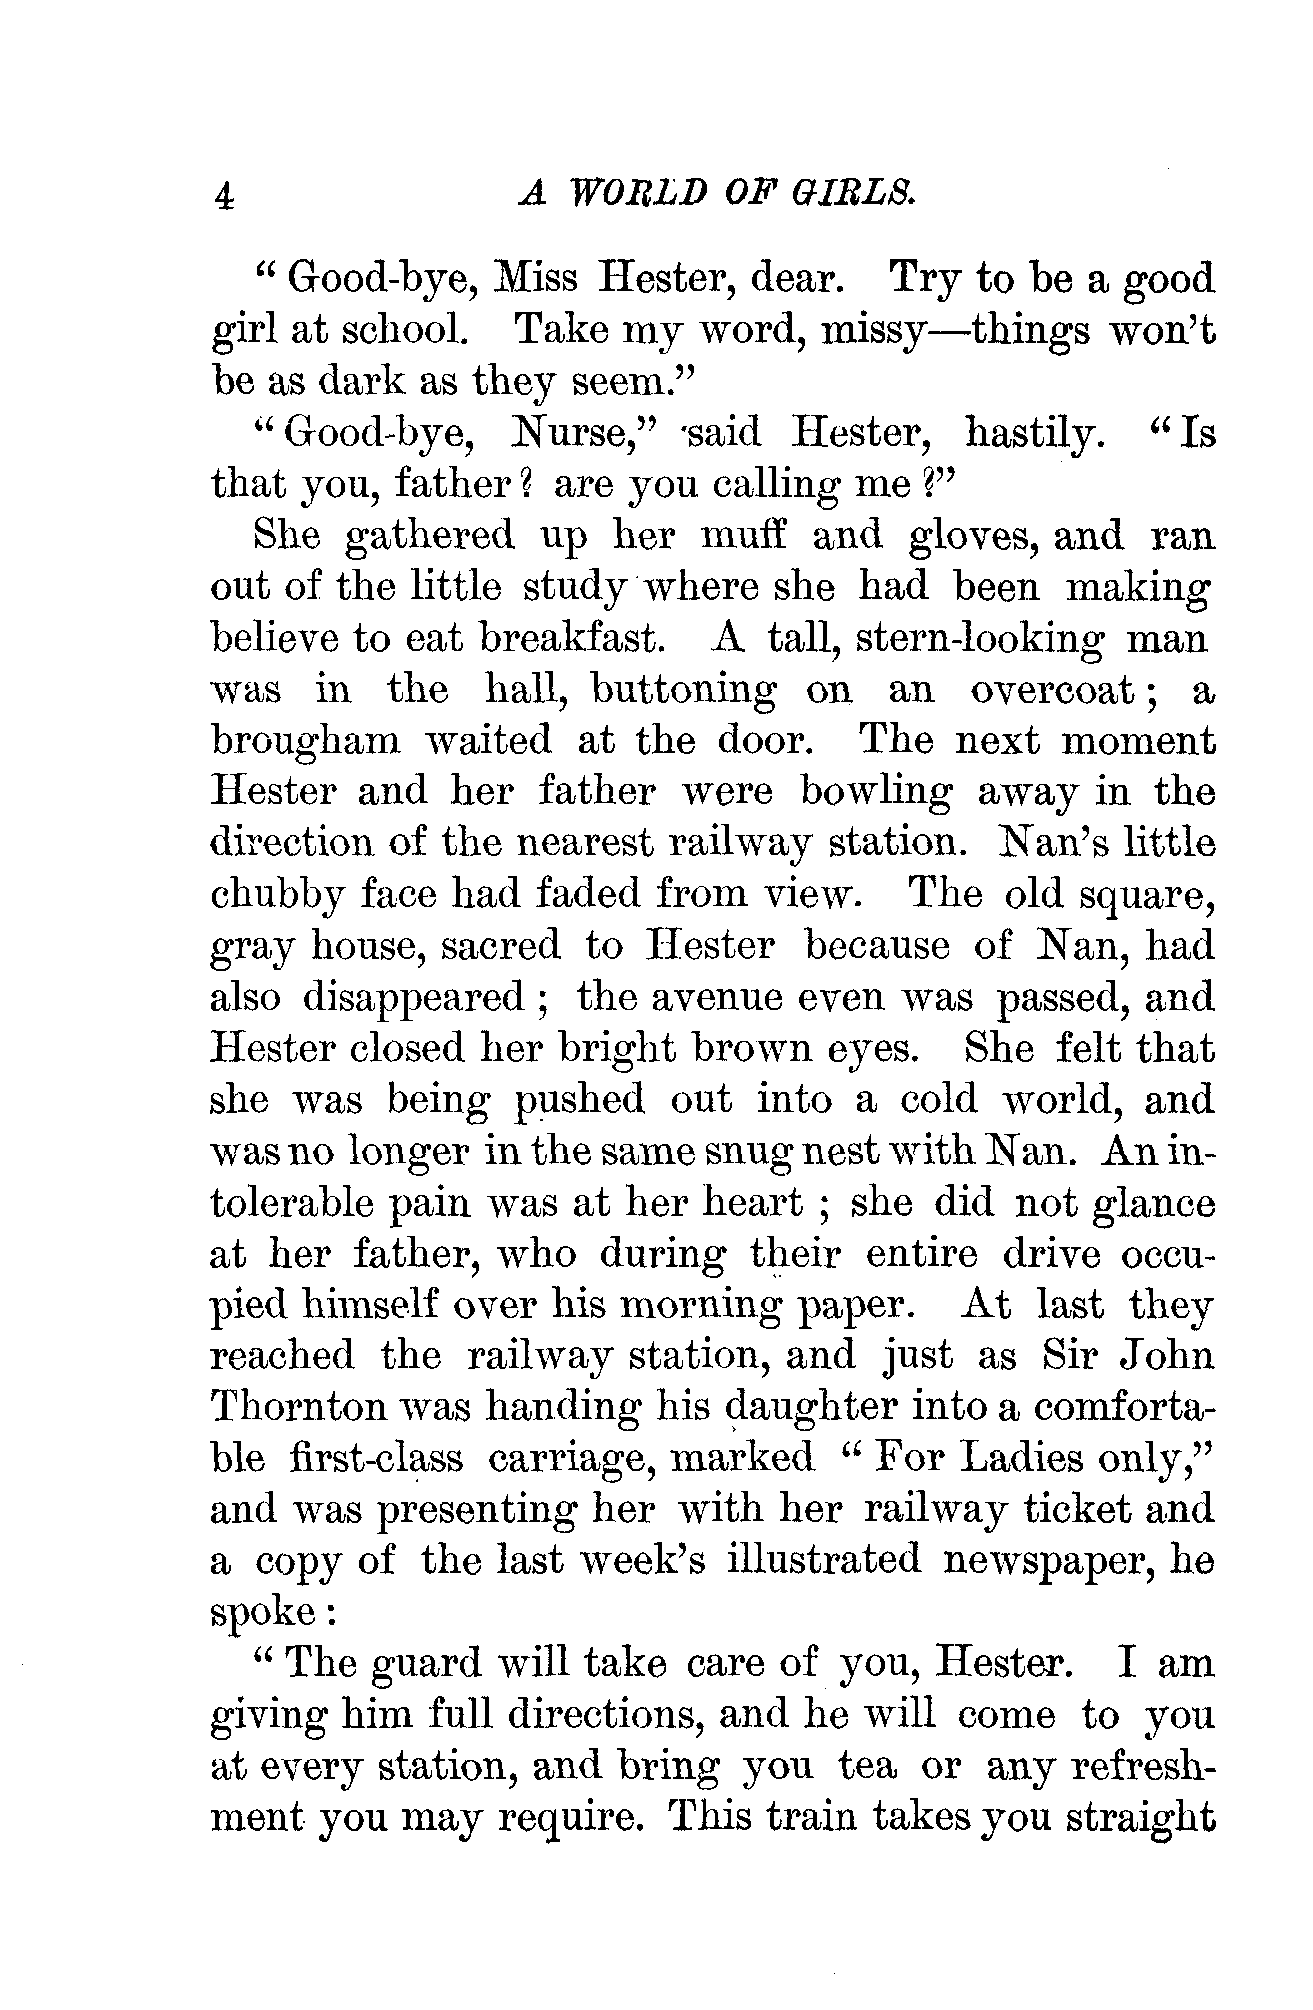 4 A WORLD OF GIRLS.
“Good-bye, Miss Hester, dear. Try to be a good
girl at school. Take my word, missy—things won’t
be as dark as they seem.”
“Good-bye, Nurse,” said Hester, hastily. “Is
that you, father? are you calling me?”
She gathered up her muff and gloves, and ran
out of the little study where she had been making
believe to eat breakfast. A tall, stern-looking man
was in the hall, buttoning on an overcoat; a
brougham waited at the door. The next moment
Hester and her father were bowling away in the
direction of the nearest railway station. Nan’s little
chubby face had faded from view. The old square,
gray house, sacred to Hester because of Nan, had
also disappeared; the avenue even was passed, and
Hester closed her bright brown eyes. She felt that
she was being pushed out into a cold world, and
was no longer in the same snug nest with Nan. An in-
tolerable pain was at her heart; she did not glance
at her father, who during their entire drive occu-
pied himself over his morning paper. At last they
reached the railway station, and just as Sir John
Thornton was handing his daughter into a comforta-
ble first-class carriage, marked “For Ladies only,”
and was presenting her with her railway ticket and
a copy of the last week’s illustrated newspaper, he
spoke:
“The guard will take care of you, Hester. I am
giving him full directions, and he will come to you
at every station, and bring you tea or any refresh-
ment you may require. This train takes you straight